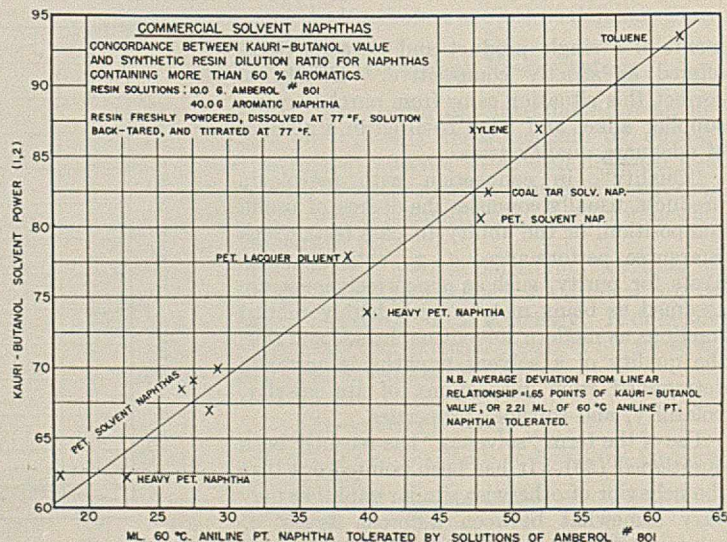 COMMERCIAL SOLVENT NAPHTHAS
CONCORDANCE BETWEEN KAURI-BUTANOL VALUE
AND SYNTHETIC RESIN DILUTION RATIO FOR NAPHTHAS
CONTAINING MORE THAN 60 % AROMATICS.
RESIN SOLUTIONS ; 10.0 G. AMBEROL # 801
40.0 G AROMATIC NAPHTHA
RESIN FRESHLY POWDERED, DISSOLVED AT 77 °F, SOLUTION
BACK-TARED, AND TITRATED AT 77 °F.
TOLUENE
XYLENE
COAL TAR SOLV. NAP.
PET. SOLVENT NAP.
PET. LACQUER DILUENT
HEAVY PET. NAPHTHA
PET. SOLVENT NAPHTHAS
HEAVY PET. NAPHTHA
N.B. AVERAGE DEVIATION FROM LINEAR
RELATIONSHIP=1.65 POINTS OF KAURI-BUTANOL
VALUE, OR 2.21 ML. OF 60 °C ANILINE PT.
NAPHTHA TOLERATED.
KAURI-BUTANOL SOLVENT POWER (1,2)
95
90
85
80
75
70
65
60
20 25 30 35 40 45 50 55 60 65
ML. 60 °C. ANILINE PT. NAPHTHA TOLERATED BY SOLUTIONS OF AMBEROL # 801